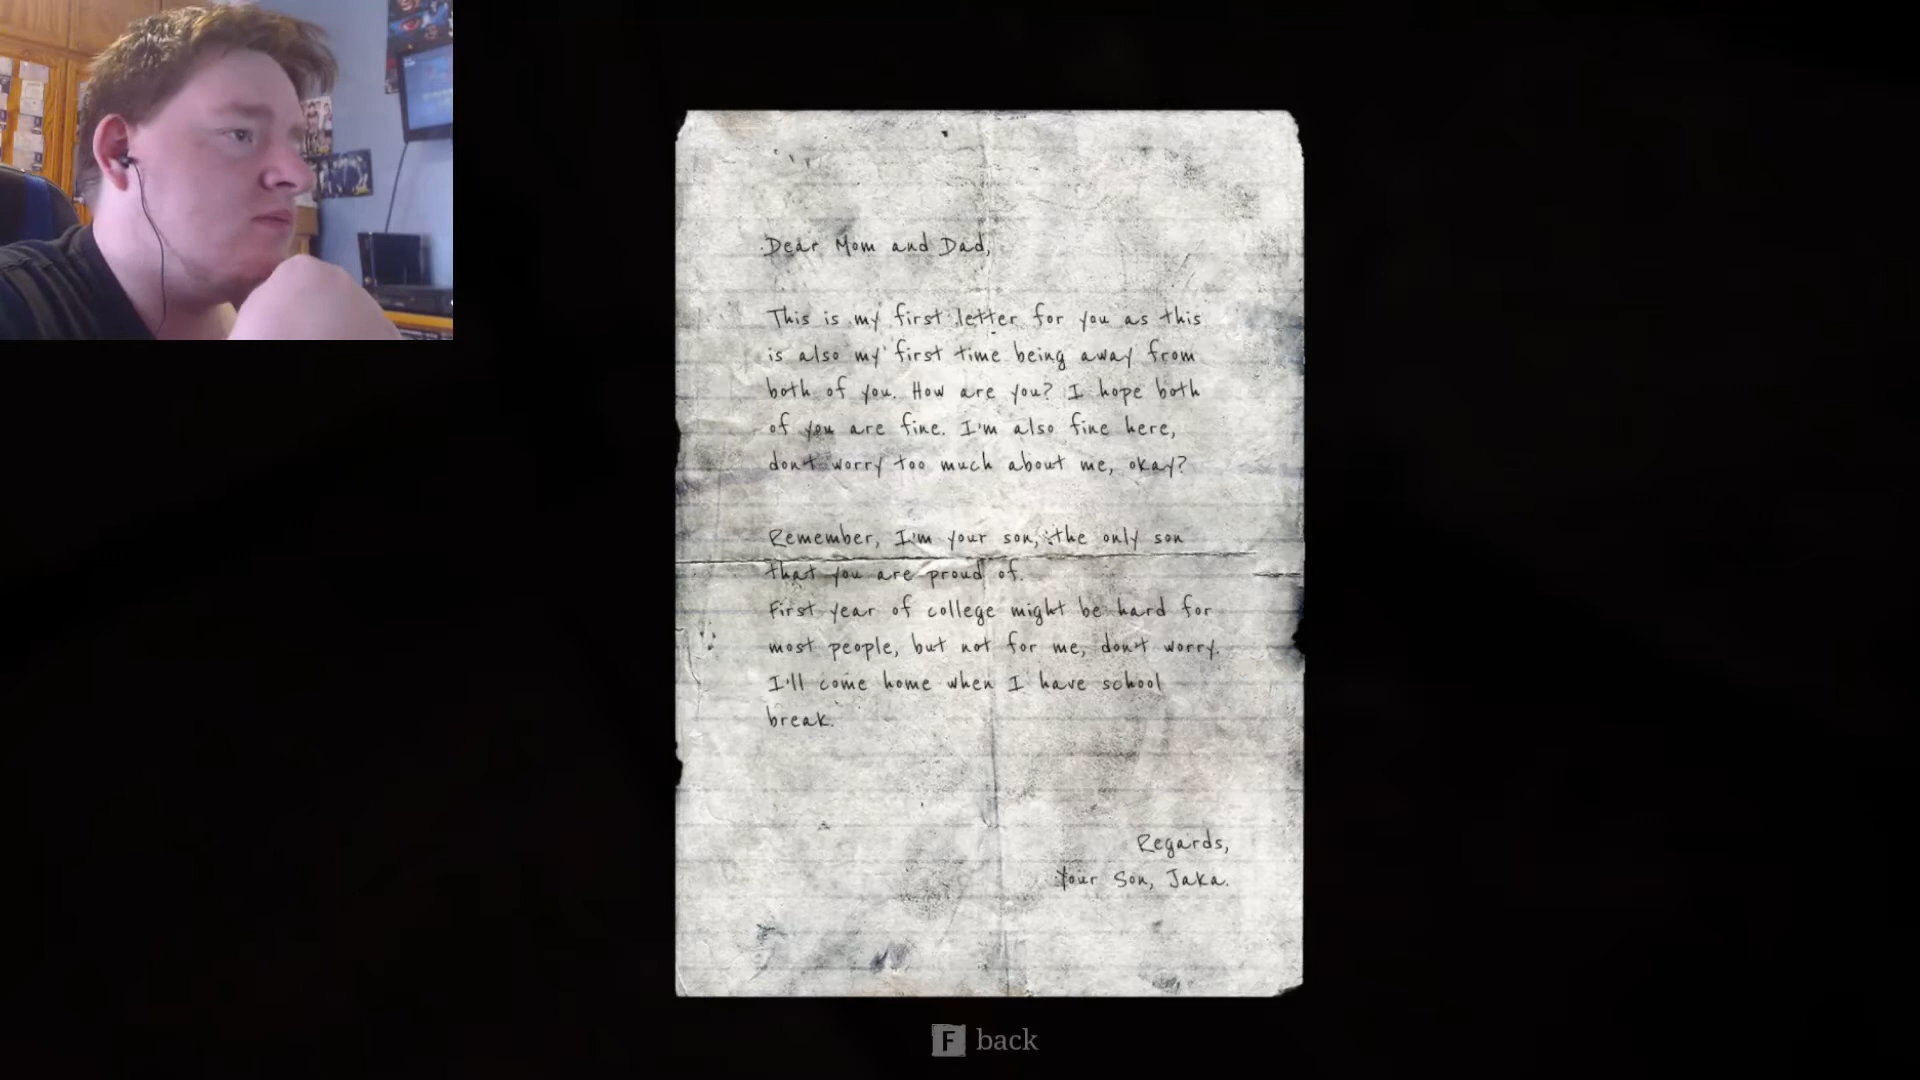 Dear Mom and Dad,
This is my first letter for you as this
is also my first time being away from
both of you. How are you? I hope both
of you are fine. I'm also fine here,
don't worry too much about me, okay?
Remember, I'm your son, the only son
that you are proud of.
First year of college might be hard for
most people, but not for me, don't worry.
I'll come home when I have school
break.
Regards,
Your Son, Jaka.
F back